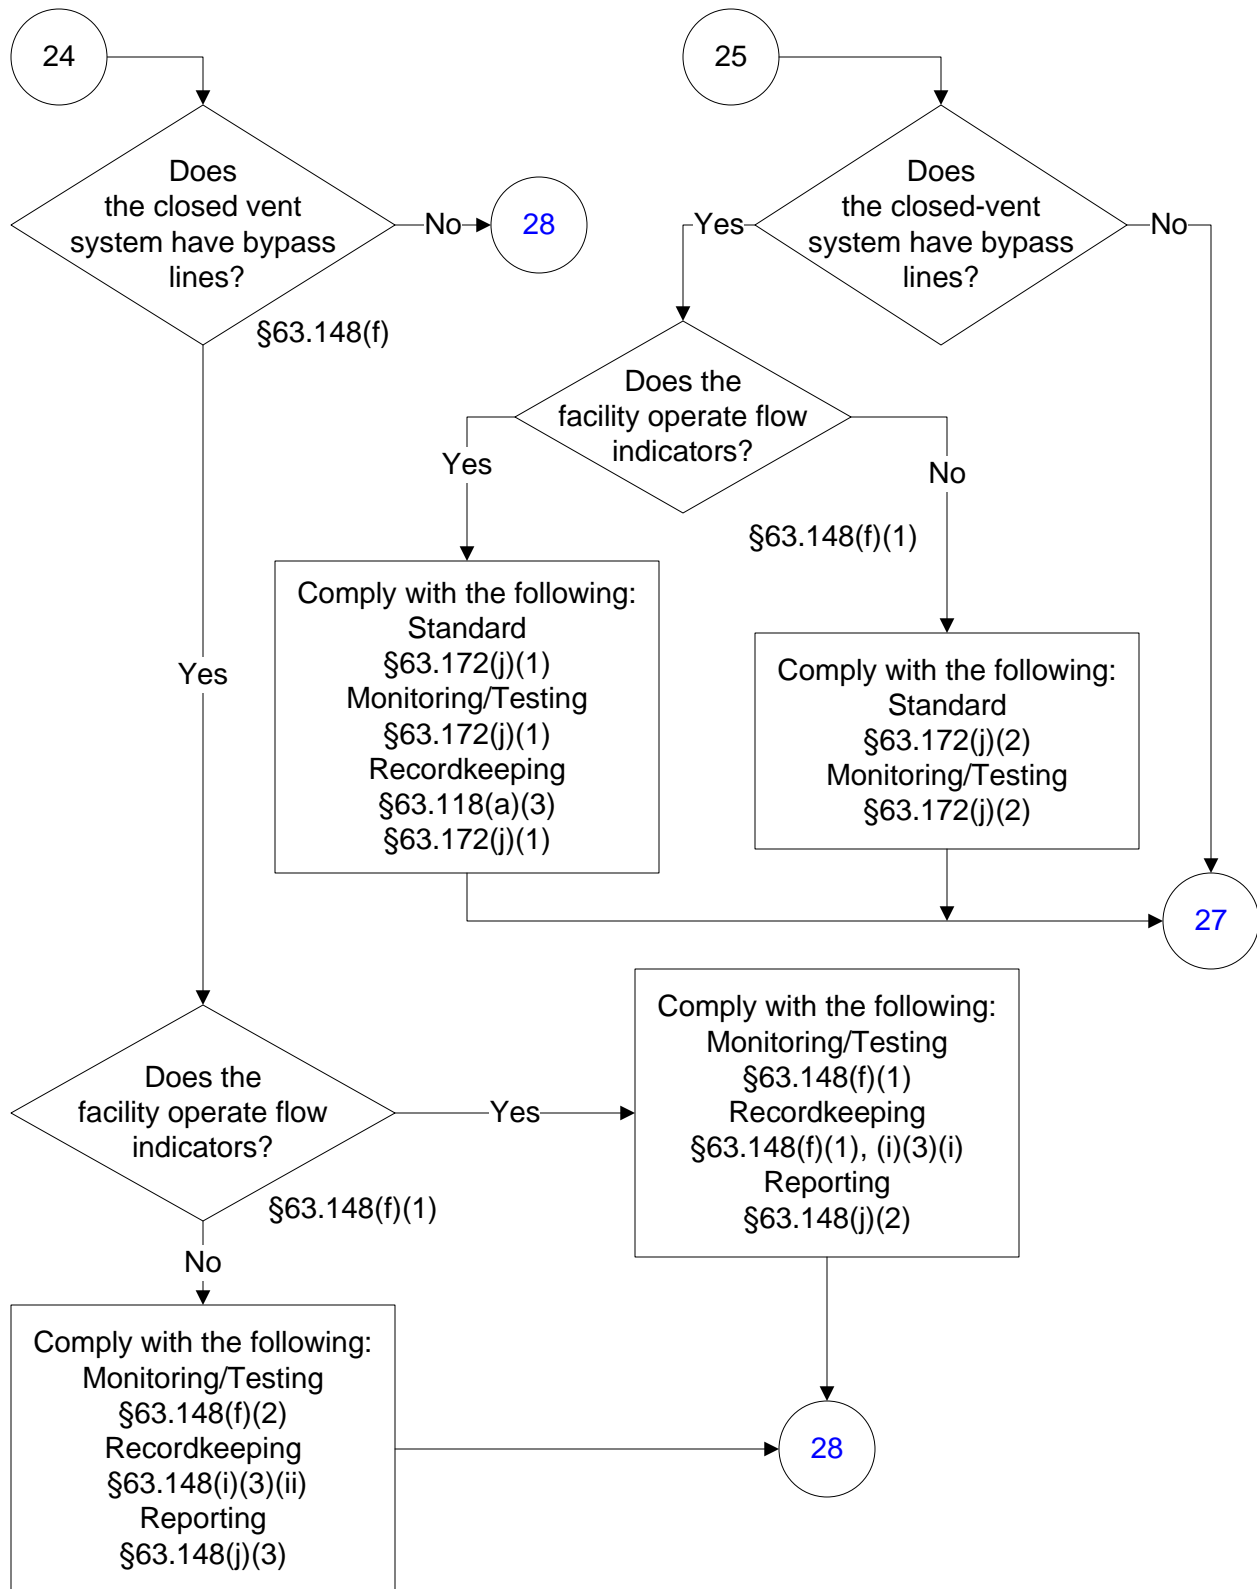 24
Does
the closed vent
system have bypass
lines?
No
28
§63.148(f)
Yes
25
Does
the closed-vent
system have bypass
lines?
Yes
No
Does the
facility operate flow
indicators?
Yes
No
§63.148(f)(1)
Comply with the following:
Standard
§63.172(j)(1)
Monitoring/Testing
§63.172(j)(1)
Recordkeeping
§63.118(a)(3)
§63.172(j)(1)
Comply with the following:
Standard
§63.172(j)(2)
Monitoring/Testing
§63.172(j)(2)
27
Does the
facility operate flow
indicators?
Yes
§63.148(f)(1)
No
Comply with the following:
Monitoring/Testing
§63.148(f)(1)
Recordkeeping
§63.148(f)(1), (i)(3)(i)
Reporting
§63.148(j)(2)
Comply with the following:
Monitoring/Testing
§63.148(f)(2)
Recordkeeping
§63.148(i)(3)(ii)
Reporting
§63.148(j)(3)
28